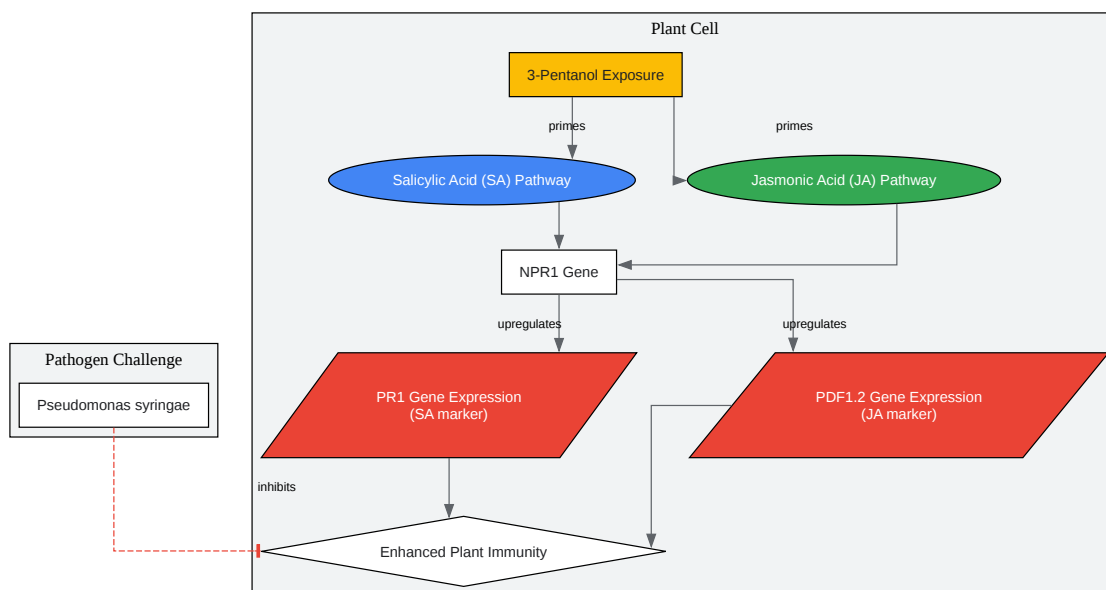 Plant Cell
3-Pentanol Exposure
primes
primes
Salicylic Acid (SA) Pathway
Jasmonic Acid (JA) Pathway
NPR1 Gene
upregulates
upregulates
Pathogen Challenge
Pseudomonas syringae
PR1 Gene Expression
(SA marker)
PDF1.2 Gene Expression
(JA marker)
inhibits
Enhanced Plant Immunity